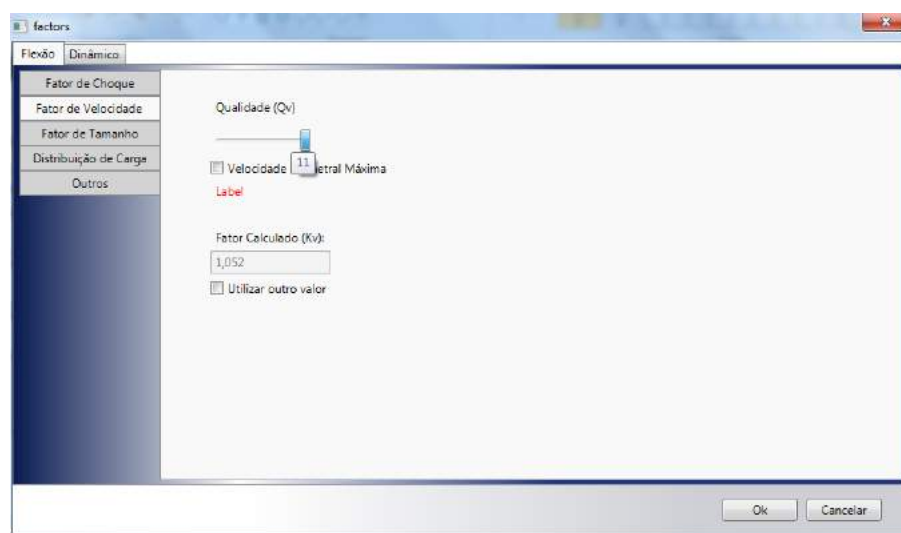 factors
Flexão Dinâmico
Fator de Choque
Fator de Velocidade
Fator de Tamanho
Distribuição de Carga
Outros
Qualidade (Qv)
11
Velocidade etral Máxima
Label
Fator Calculado (Kv):
1,052
Utilizar outro valor
Ok Cancelar